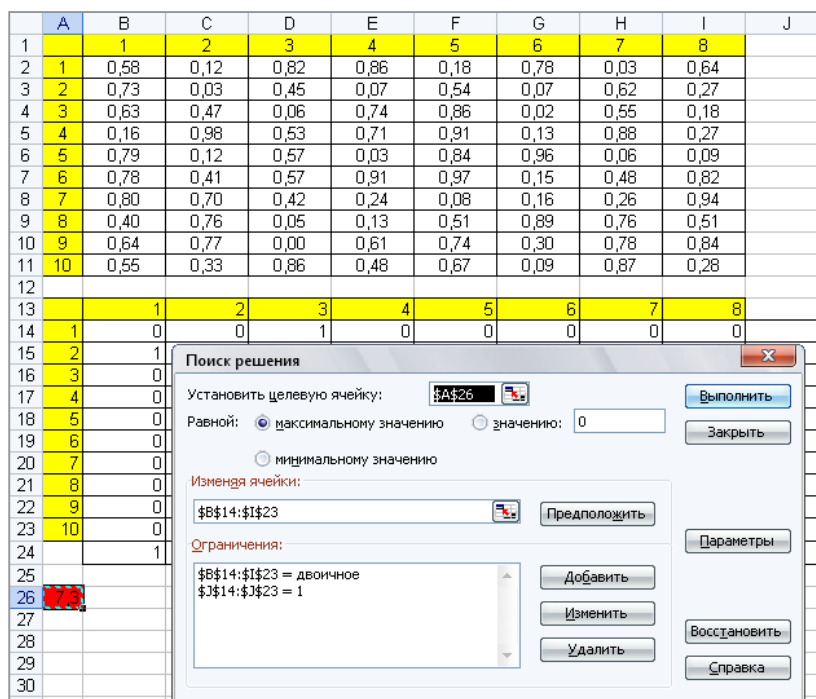 A B C D E F G H I J
1 1 2 3 4 5 6 7 8
2 1 0,58 0,12 0,82 0,86 0,18 0,78 0,03 0,64
3 2 0,73 0,03 0,45 0,07 0,54 0,07 0,62 0,27
4 3 0,63 0,47 0,06 0,74 0,86 0,02 0,55 0,18
5 4 0,16 0,98 0,53 0,71 0,91 0,13 0,88 0,27
6 5 0,79 0,12 0,57 0,03 0,84 0,96 0,06 0,09
7 6 0,78 0,41 0,57 0,91 0,97 0,15 0,48 0,82
8 7 0,80 0,70 0,42 0,24 0,08 0,16 0,26 0,94
9 8 0,40 0,76 0,05 0,13 0,51 0,89 0,76 0,51
10 9 0,64 0,77 0,00 0,61 0,74 0,30 0,78 0,84
11 10 0,55 0,33 0,86 0,48 0,67 0,09 0,87 0,28
12
13 1 2 3 4 5 6 7 8
14 1 0 0 1 0 0 0 0 0
15 2 1
16 3 0
17 4 0
18 5 0
19 6 0
20 7 0
21 8 0
22 9 0
23 10 0
24 1
25
26 7,3
27
28
29
30
Поиск решения
Установить целевую ячейку: $A$26
Выполнить
Равной: максимальному значению значению: 0
Закрыть
минимальному значению
Изменяя ячейки:
$B$14:$I$23
Предположить
Ограничения:
Параметры
$B$14:$I$23 = двоичное
$J$14:$J$23 = 1
Добавить
Изменить
Удалить
Восстановить
Справка